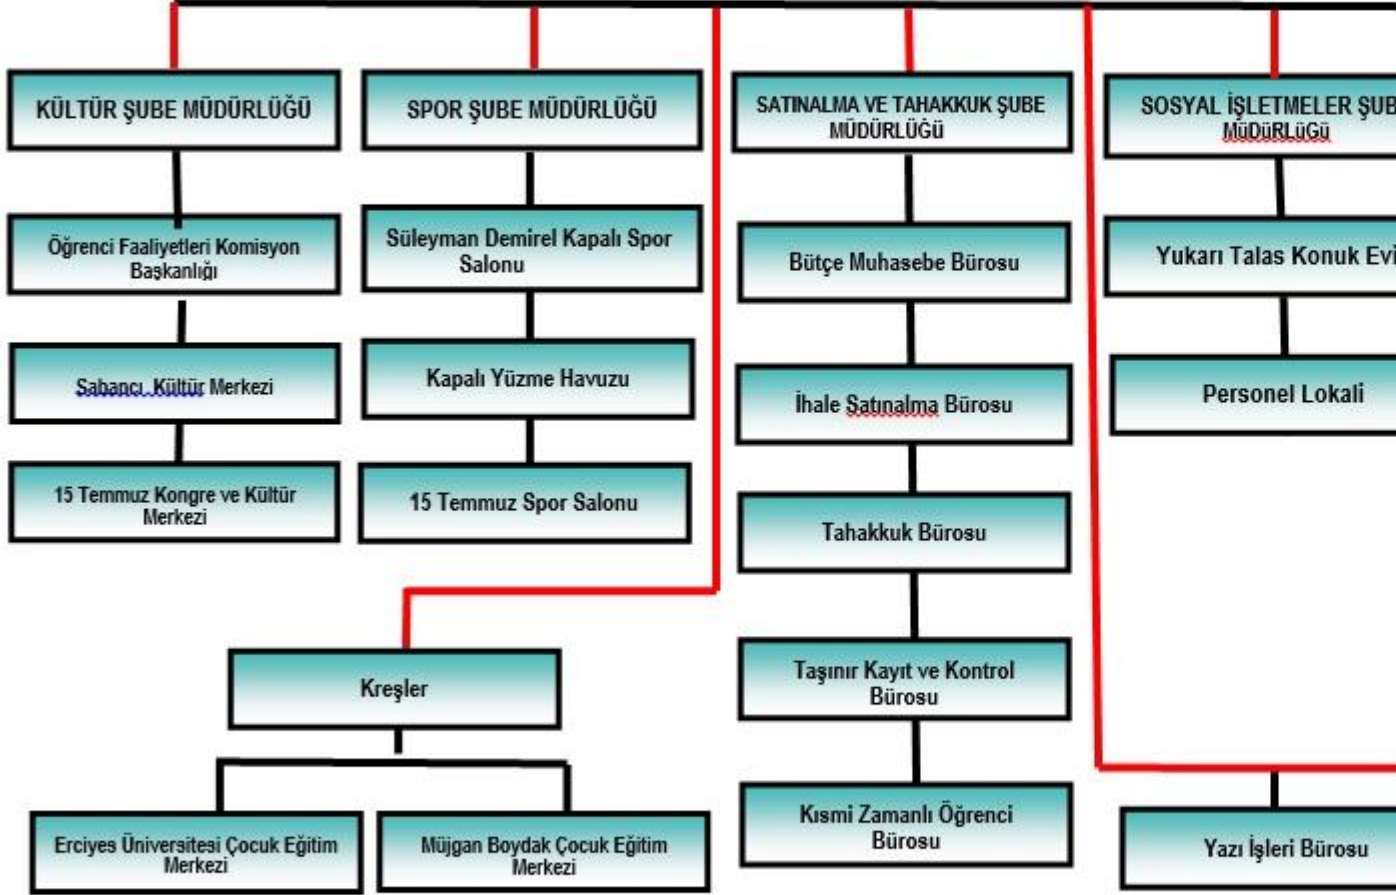 KÜLTÜR ŞUBE MÜDÜRLÜĞÜ
SPOR ŞUBE MÜDÜRLÜĞÜ
SATINALMA VE TAHAKKUK ŞUBE
MÜDÜRLÜĞÜ
SOSYAL İŞLETMELER ŞUB
MüDüRLüGü
Öğrenci Faaliyetleri Komisyon
Başkanlığı
Süleyman Demirel Kapalı Spor
Salonu
Bütçe Muhasebe Bürosu
Yukarı Talas Konuk Evi
Sabancı Kültür Merkezi
Kapalı Yüzme Havuzu
İhale Satınalma Bürosu
Personel Lokali
15 Temmuz Kongre ve Kültür
Merkezi
15 Temmuz Spor Salonu
Tahakkuk Bürosu
Kreşler
Taşınır Kayıt ve Kontrol
Bürosu
Erciyes Üniversitesi Çocuk Eğitim
Merkezi
Müjgan Boydak Çocuk Eğitim
Merkezi
Kısmi Zamanlı Öğrenci
Bürosu
Yazı İşleri Bürosu